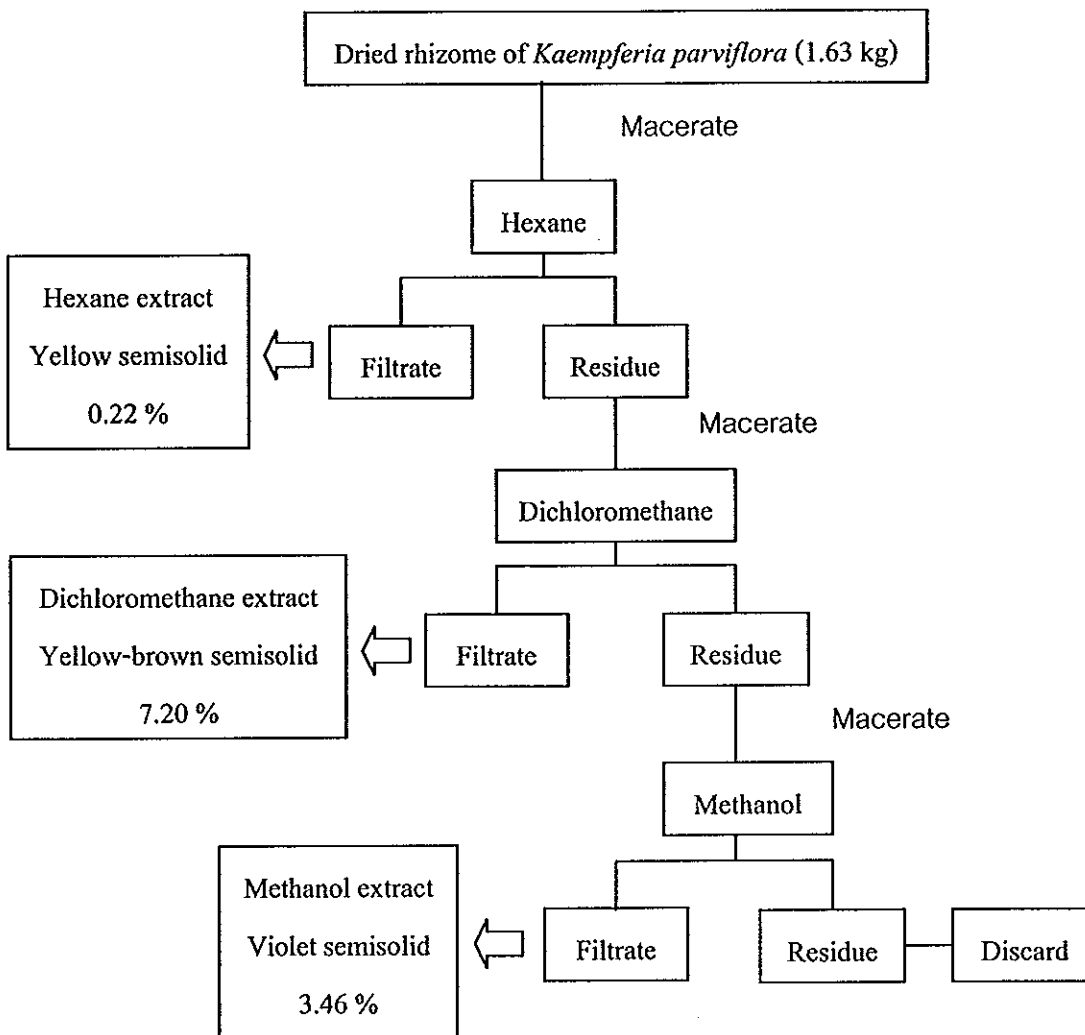 Dried rhizome of Kaempferia parviflora (1.63 kg)
Macerate
Hexane
Hexane extract
Yellow semisolid
0.22 %
Filtrate
Residue
Macerate
Dichloromethane
Dichloromethane extract
Yellow-brown semisolid
7.20 %
Filtrate
Residue
Macerate
Methanol
Methanol extract
Violet semisolid
3.46 %
Filtrate
Residue
Discard